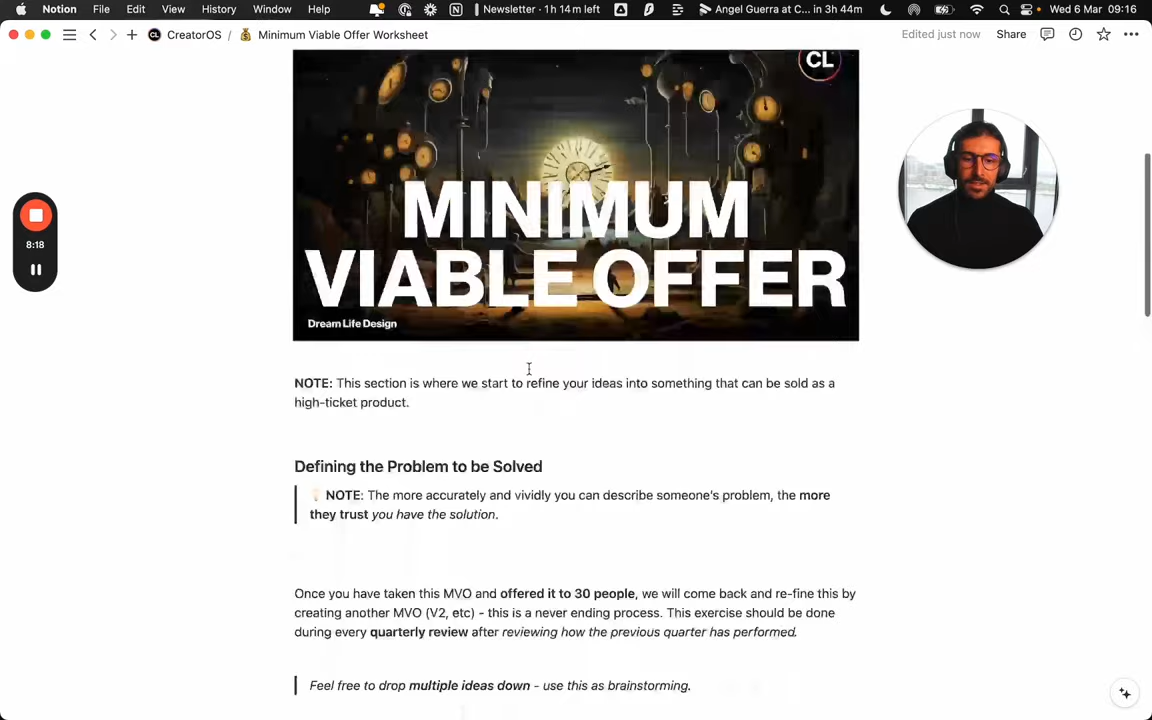 Notion File Edit View History Window Help Newsletter · 1 h 14 m left Angel Guerra at C... in 3h 44m Wed 6 Mar 09:16
CreatorOS / Minimum Viable Offer Worksheet Edited just now Share
CL
MINIMUM
VIABLE OFFER
Dream Life Design
8:18
NOTE: This section is where we start to refine your ideas into something that can be sold as a
high-ticket product.
Defining the Problem to be Solved
NOTE: The more accurately and vividly you can describe someone's problem, the more
they trust you have the solution.
Once you have taken this MVO and offered it to 30 people, we will come back and re-fine this by
creating another MVO (V2, etc) - this is a never ending process. This exercise should be done
during every quarterly review after reviewing how the previous quarter has performed.
Feel free to drop multiple ideas down - use this as brainstorming.